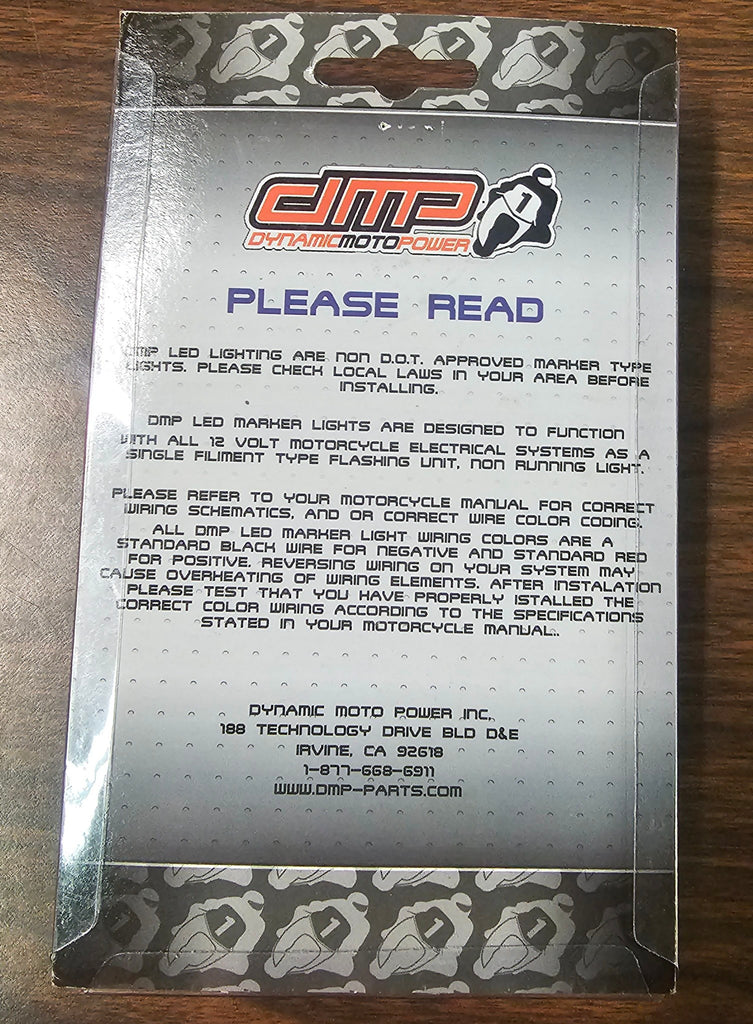 dmp
DYNAMICMOTOPOWER
1
PLEASE READ
DMP LED LIGHTING ARE NON D.O.T. APPROVED MARKER TYPE
LIGHTS. PLEASE CHECK LOCAL LAWS IN YOUR AREA BEFORE
INSTALLING.
DMP LED MARKER LIGHTS ARE DESIGNED TO FUNCTION
WITH ALL 12 VOLT MOTORCYCLE ELECTRICAL SYSTEMS AS A
SINGLE FILIMENT TYPE FLASHING UNIT, NON RUNNING LIGHT.
PLEASE REFER TO YOUR MOTORCYCLE MANUAL FOR CORRECT
WIRING SCHEMATICS, AND OR CORRECT WIRE COLOR CODING.
ALL DMP LED MARKER LIGHT WIRING COLORS ARE A
STANDARD BLACK WIRE FOR NEGATIVE AND STANDARD RED
FOR POSITIVE. REVERSING WIRING ON YOUR SYSTEM MAY
CAUSE OVERHEATING OF WIRING ELEMENTS. AFTER INSTALATION
PLEASE TEST THAT YOU HAVE PROPERLY ISTALLED THE
CORRECT COLOR WIRING ACCORDING TO THE SPECIFICATIONS
STATED IN YOUR MOTORCYCLE MANUAL..
DYNAMIC MOTO POWER INC.
188 TECHNOLOGY DRIVE BLD D&E
IRVINE, CA 92618
1-877-668-6911
WWW.DMP-PARTS.COM